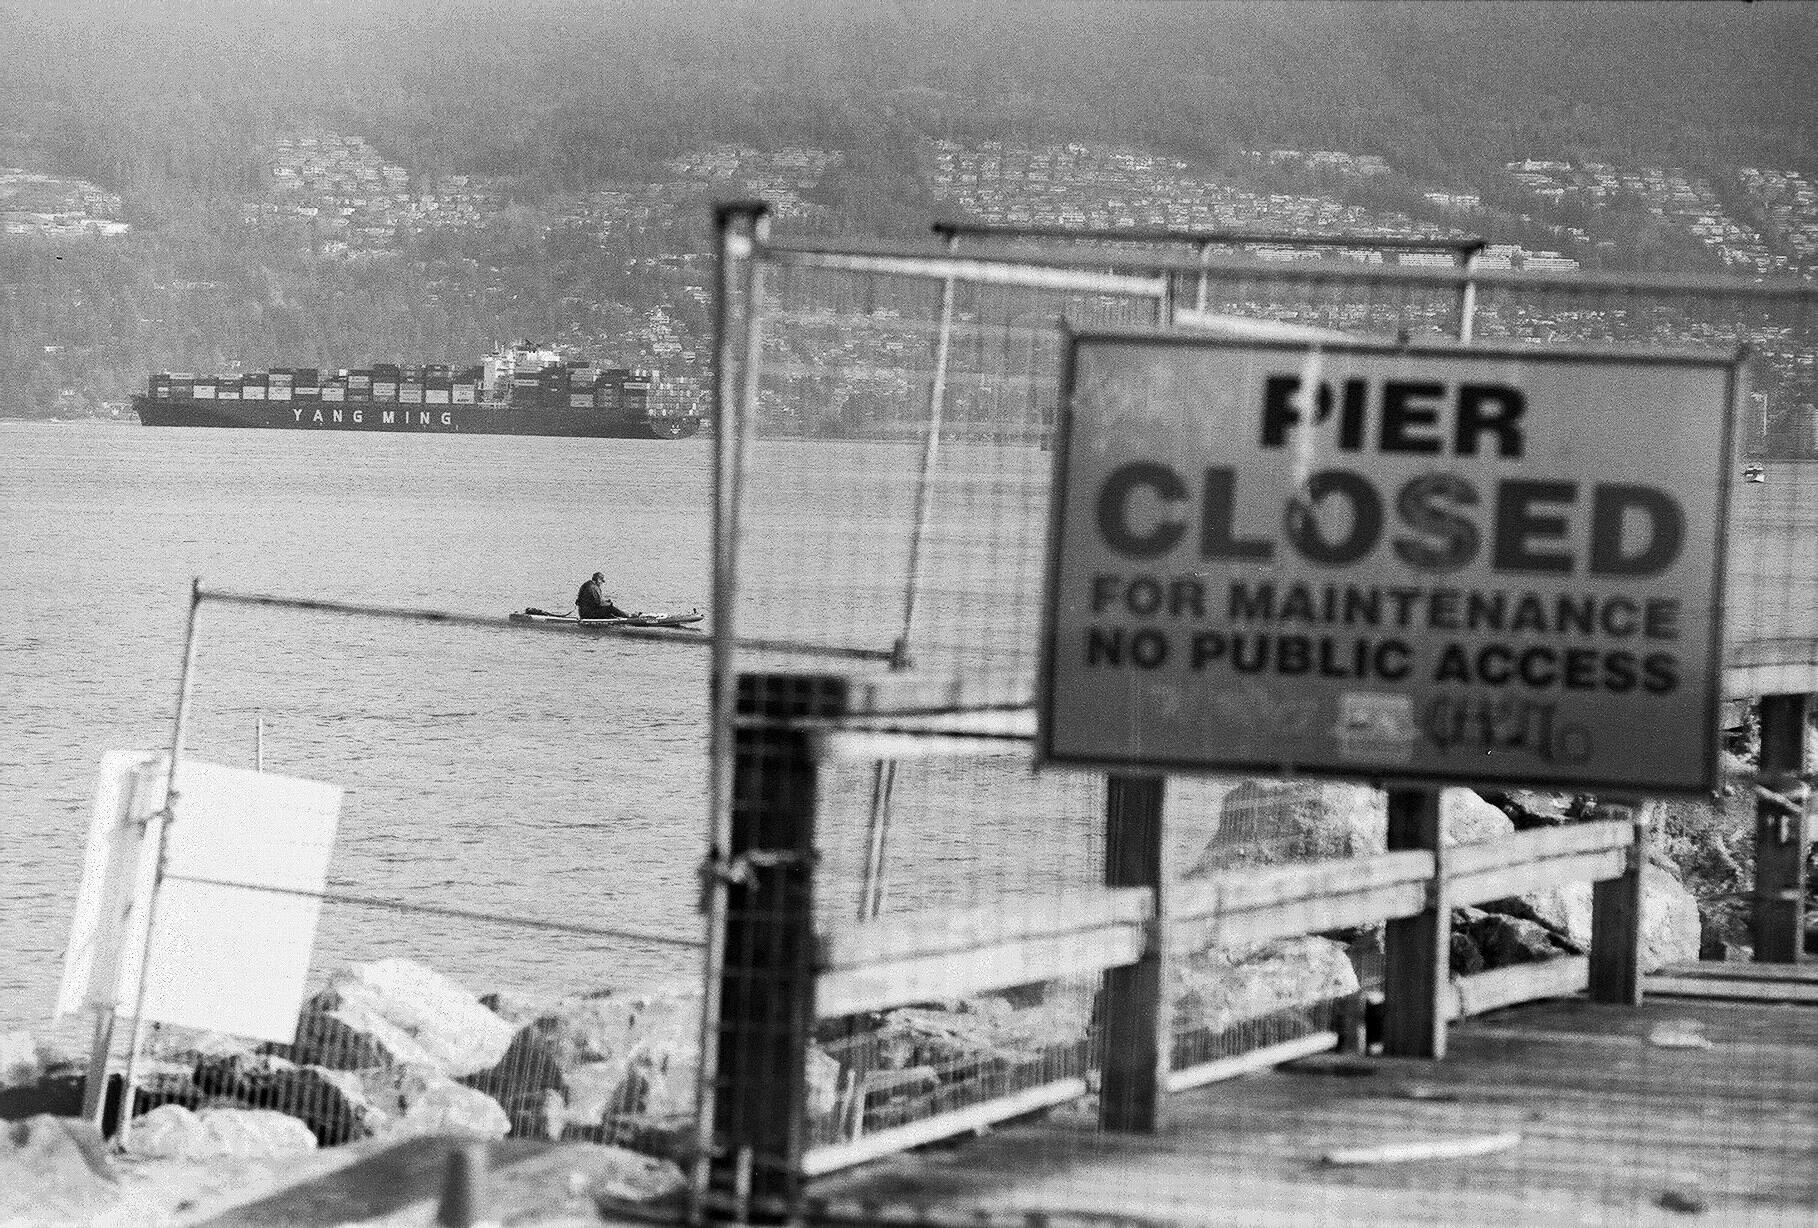 YANG MING
PIER
CLOSED
FOR MAINTENANCE
NO PUBLIC ACCESS